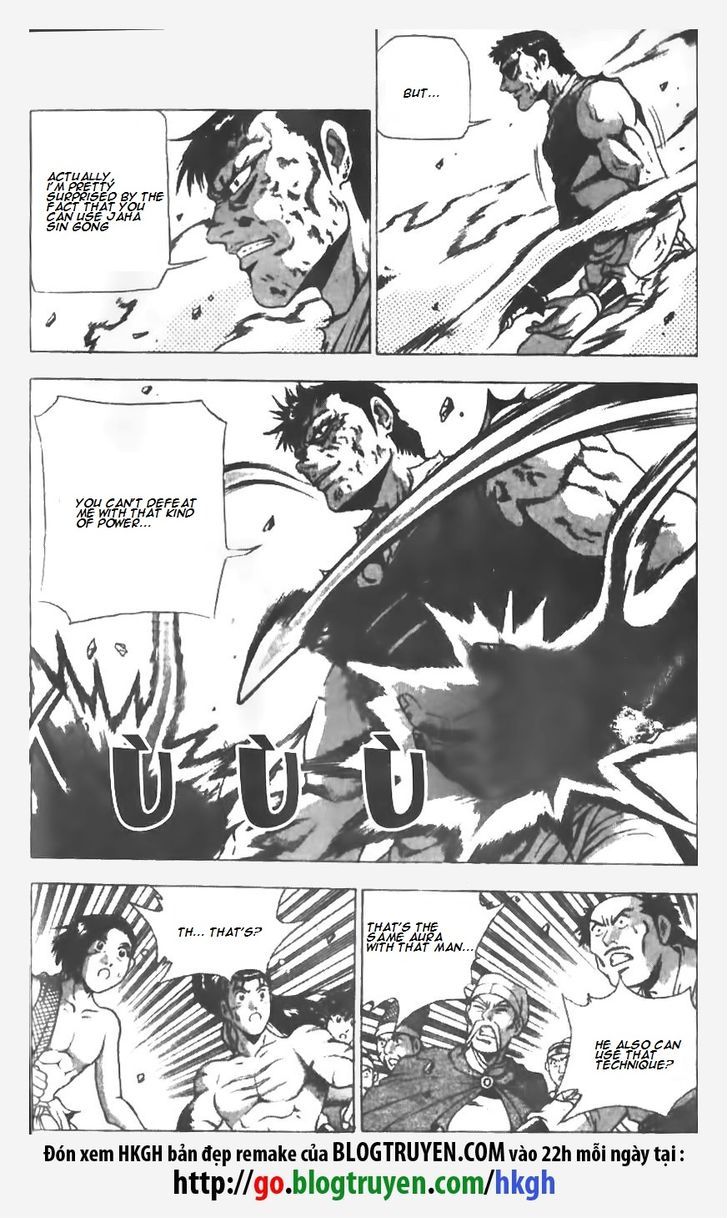 BUT...
ACTUALLY,
I'M PRETTY
SURPRISED BY THE
FACT THAT YOU
CAN USE JAHA
SIN GONG
YOU CAN'T DEFEAT
ME WITH THAT KIND
OF POWER...
Ù Ù Ù
TH... THAT'S?
THAT'S THE
SAME AURA
WITH THAT MAN...
HE ALSO CAN
USE THAT
TECHNIQUE?
Đón xem HKGH bản đẹp remake của BLOGTRUYEN.COM vào 22h mỗi ngày tại :
http://go.blogtruyen.com/hkgh